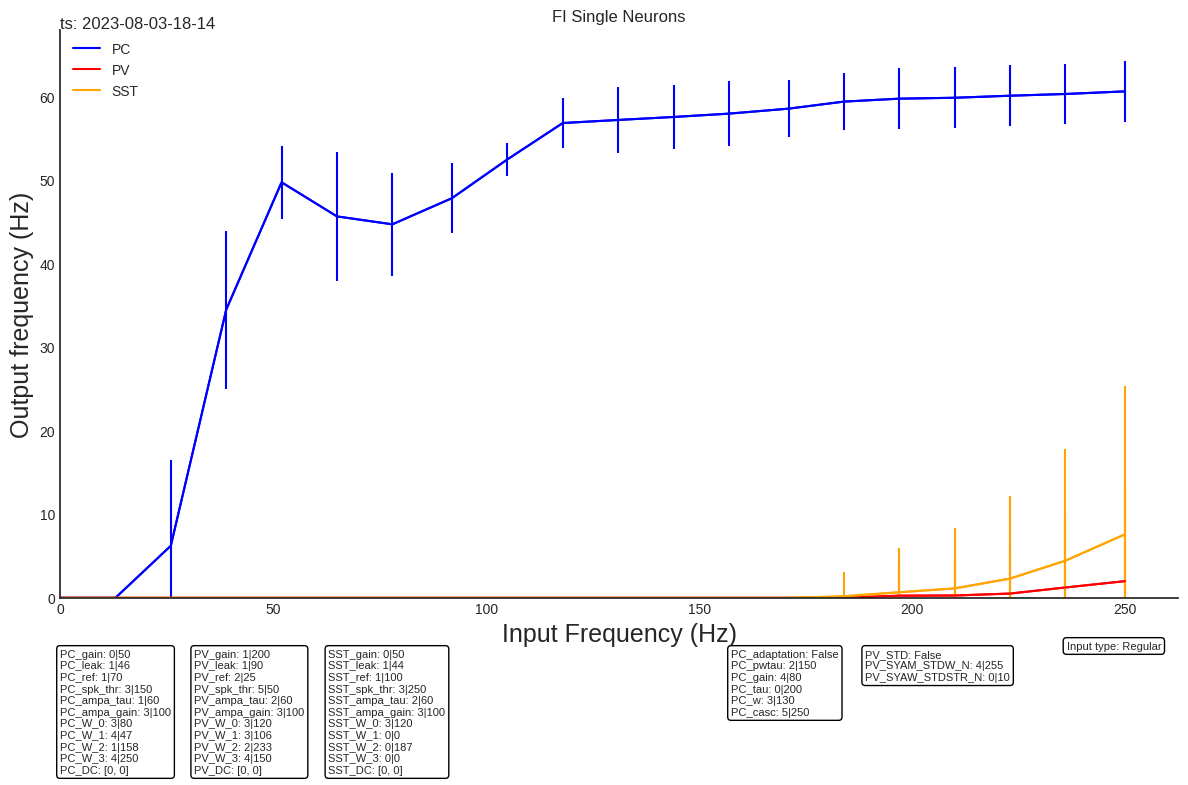 FI Single Neurons
ts: 2023-08-03-18-14
PC
PV
SST
60
50
40
30
20
10
0
Output frequency (Hz)
0 50 100 150 200 250
Input Frequency (Hz)
PC_gain: 0|50
PC_leak: 1|46
PC_ref: 1|70
PC_spk_thr: 3|150
PC_ampa_tau: 1|60
PC_ampa_gain: 3|100
PC_W_0: 3|80
PC_W_1: 4|47
PC_W_2: 1|158
PC_W_3: 4|250
PC_DC: [0, 0]
PV_gain: 1|200
PV_leak: 1|90
PV_ref: 2|25
PV_spk_thr: 5|50
PV_ampa_tau: 2|60
PV_ampa_gain: 3|100
PV_W_0: 3|120
PV_W_1: 3|106
PV_W_2: 2|233
PV_W_3: 4|150
PV_DC: [0, 0]
SST_gain: 0|50
SST_leak: 1|44
SST_ref: 1|100
SST_spk_thr: 3|250
SST_ampa_tau: 2|60
SST_ampa_gain: 3|100
SST_W_0: 3|120
SST_W_1: 0|0
SST_W_2: 0|187
SST_W_3: 0|0
SST_DC: [0, 0]
PC_adaptation: False
PC_pwtau: 2|150
PC_gain: 4|80
PC_tau: 0|200
PC_w: 3|130
PC_casc: 5|250
PV_STD: False
PV_SYAM_STDW_N: 4|255
PV_SYAW_STDSTR_N: 0|10
Input type: Regular